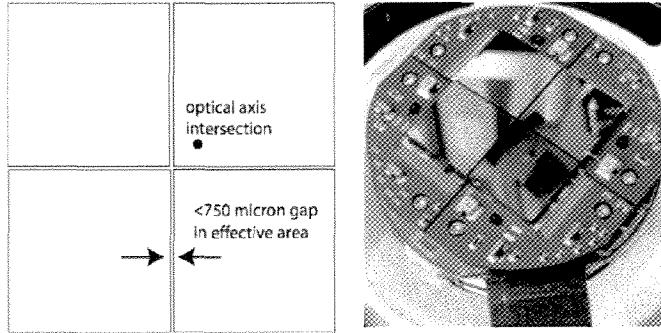 optical axis
intersection
<750 micron gap
in effective area